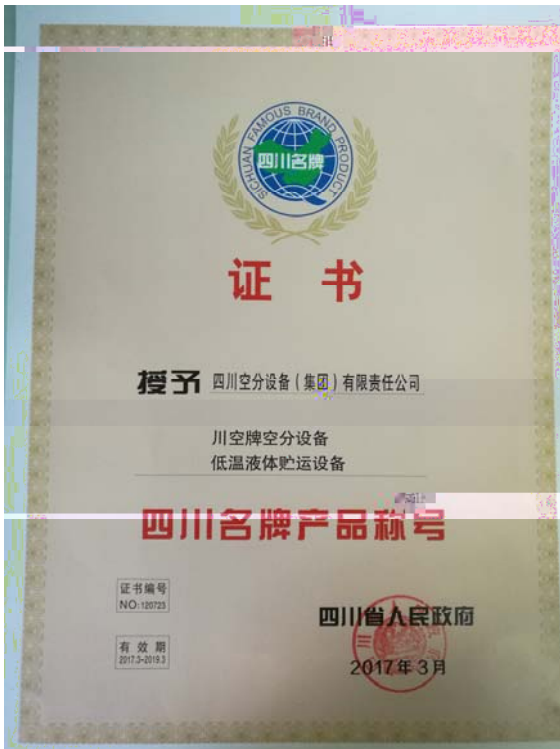 SICHUAN FAMOUS BRAND PRODUCT
四川名牌
证书
授予 四川空分设备(集团)有限责任公司
川空牌空分设备
低温液体贮运设备
四川名牌产品称号
证书编号
NO:120723
有效期
2017.3-2019.3
四川省人民政府
2017年3月